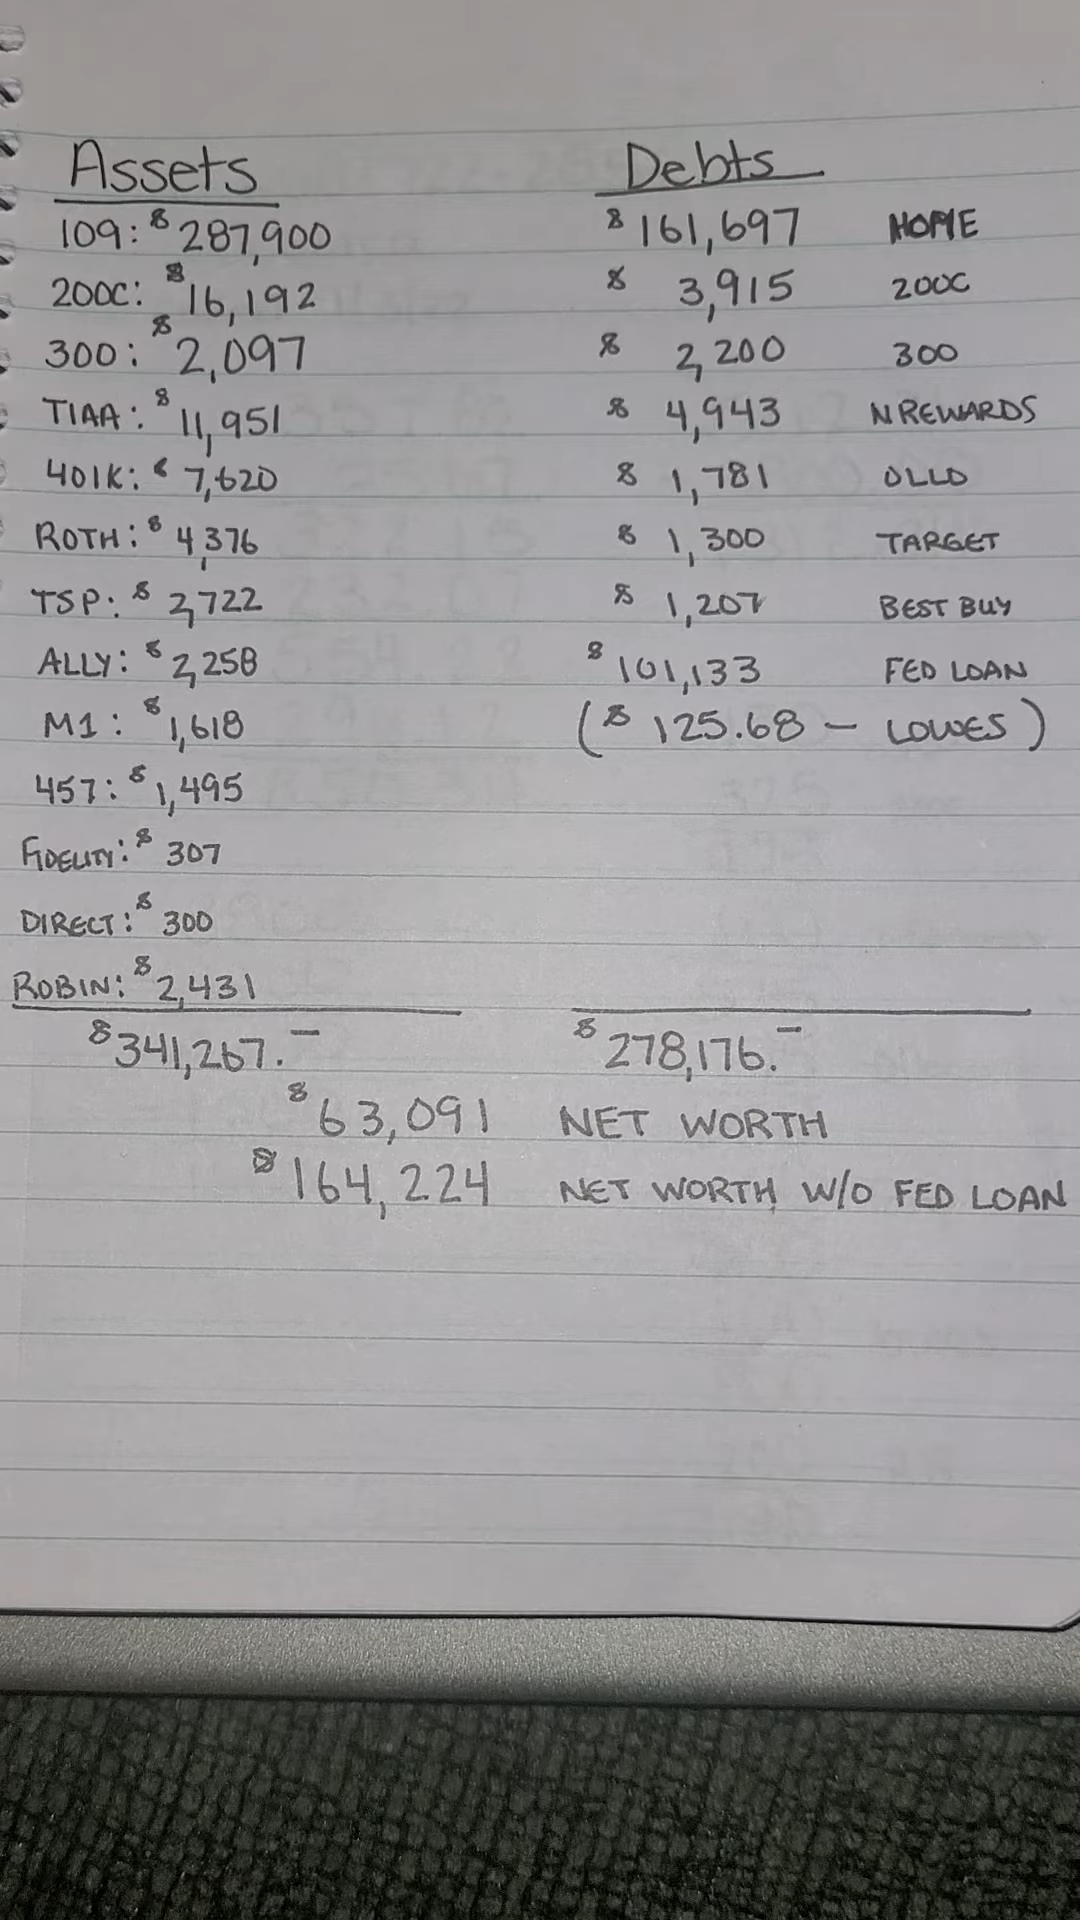 Assets Debts
109: $287,900 $161,697 HOME
200C: $16,192 $3,915 200C
300: $2,097 $2,200 300
TIAA: $11,951 $4,943 NREWARDS
401K: $7,620 $1,781 OLLO
ROTH: $4,376 $1,300 TARGET
TSP: $2,722 $1,207 BEST BUY
ALLY: $2,258 $101,133 FED LOAN
M1: $1,618 ($125.68 - LOWES)
457: $1,495
FIDELITY: $307
DIRECT: $300
ROBIN: $2,431
$341,267.- $278,176.-
$63,091 NET WORTH
$164,224 NET WORTH W/O FED LOAN